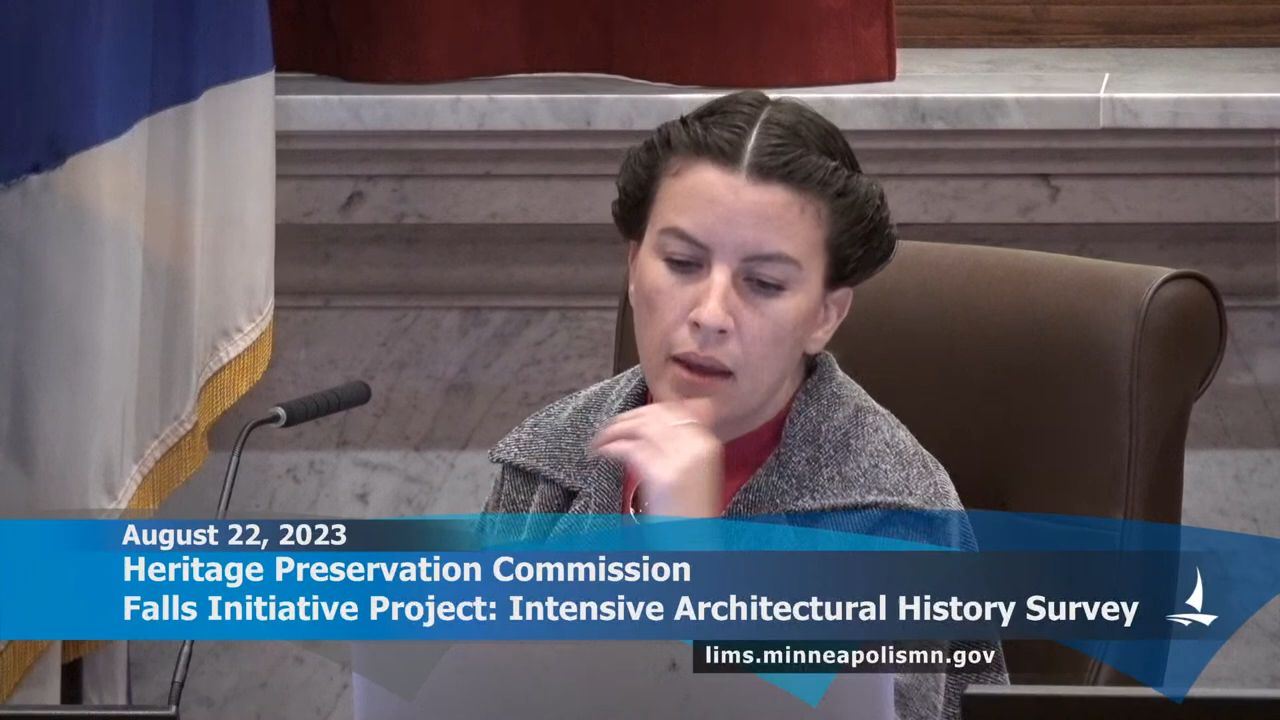 August 22, 2023
Heritage Preservation Commission
Falls Initiative Project: Intensive Architectural History Survey
lims.minneapolismn.gov